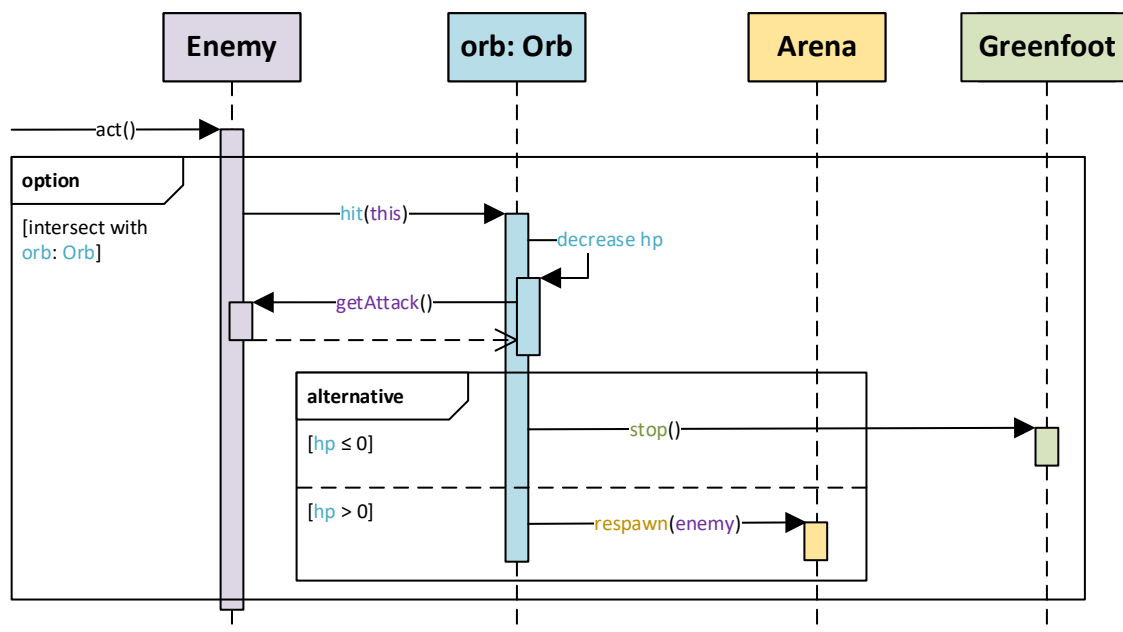 Enemy
orb: Orb
Arena
Greenfoot
act()
option
[intersect with
orb: Orb]
hit(this)
decrease hp
getAttack()
alternative
[hp ≤ 0]
stop()
[hp > 0]
respawn(enemy)